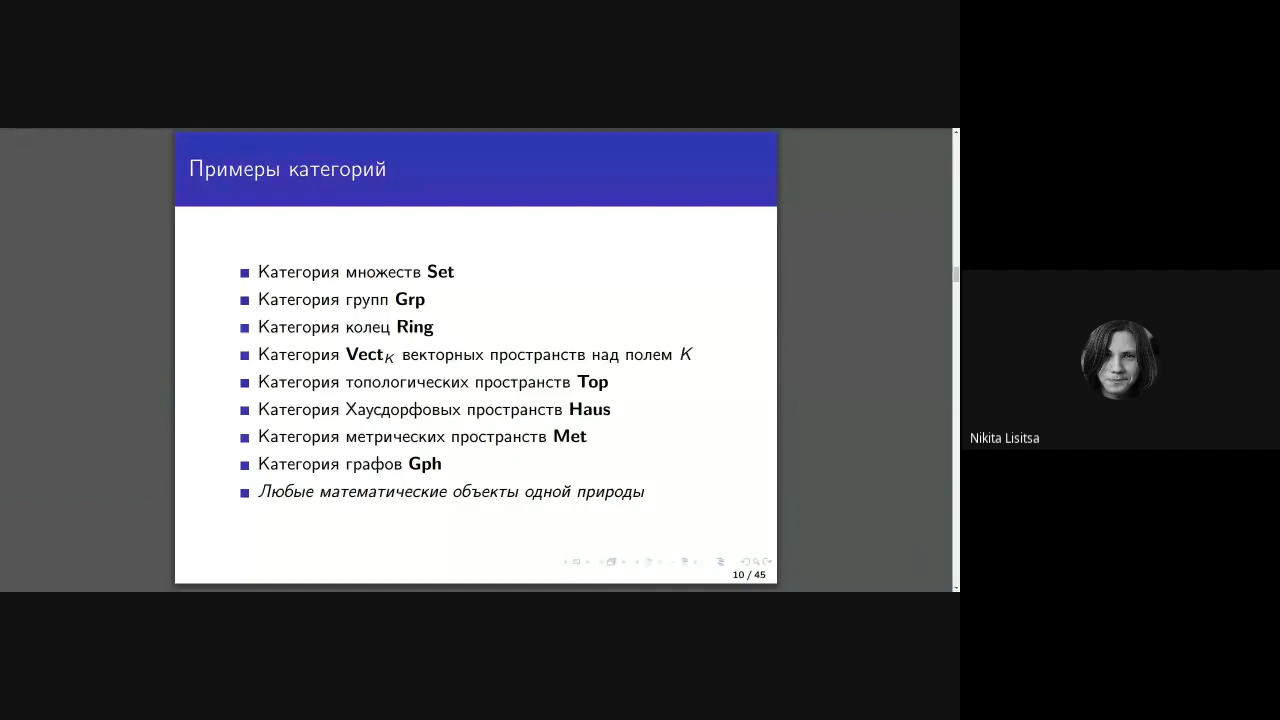 Примеры категорий
Категория множеств Set
Категория групп Grp
Категория колец Ring
Категория Vect_K векторных пространств над полем K
Категория топологических пространств Top
Категория Хаусдорфовых пространств Haus
Категория метрических пространств Met
Категория графов Gph
Любые математические объекты одной природы
10 / 45
Nikita Lisitsa